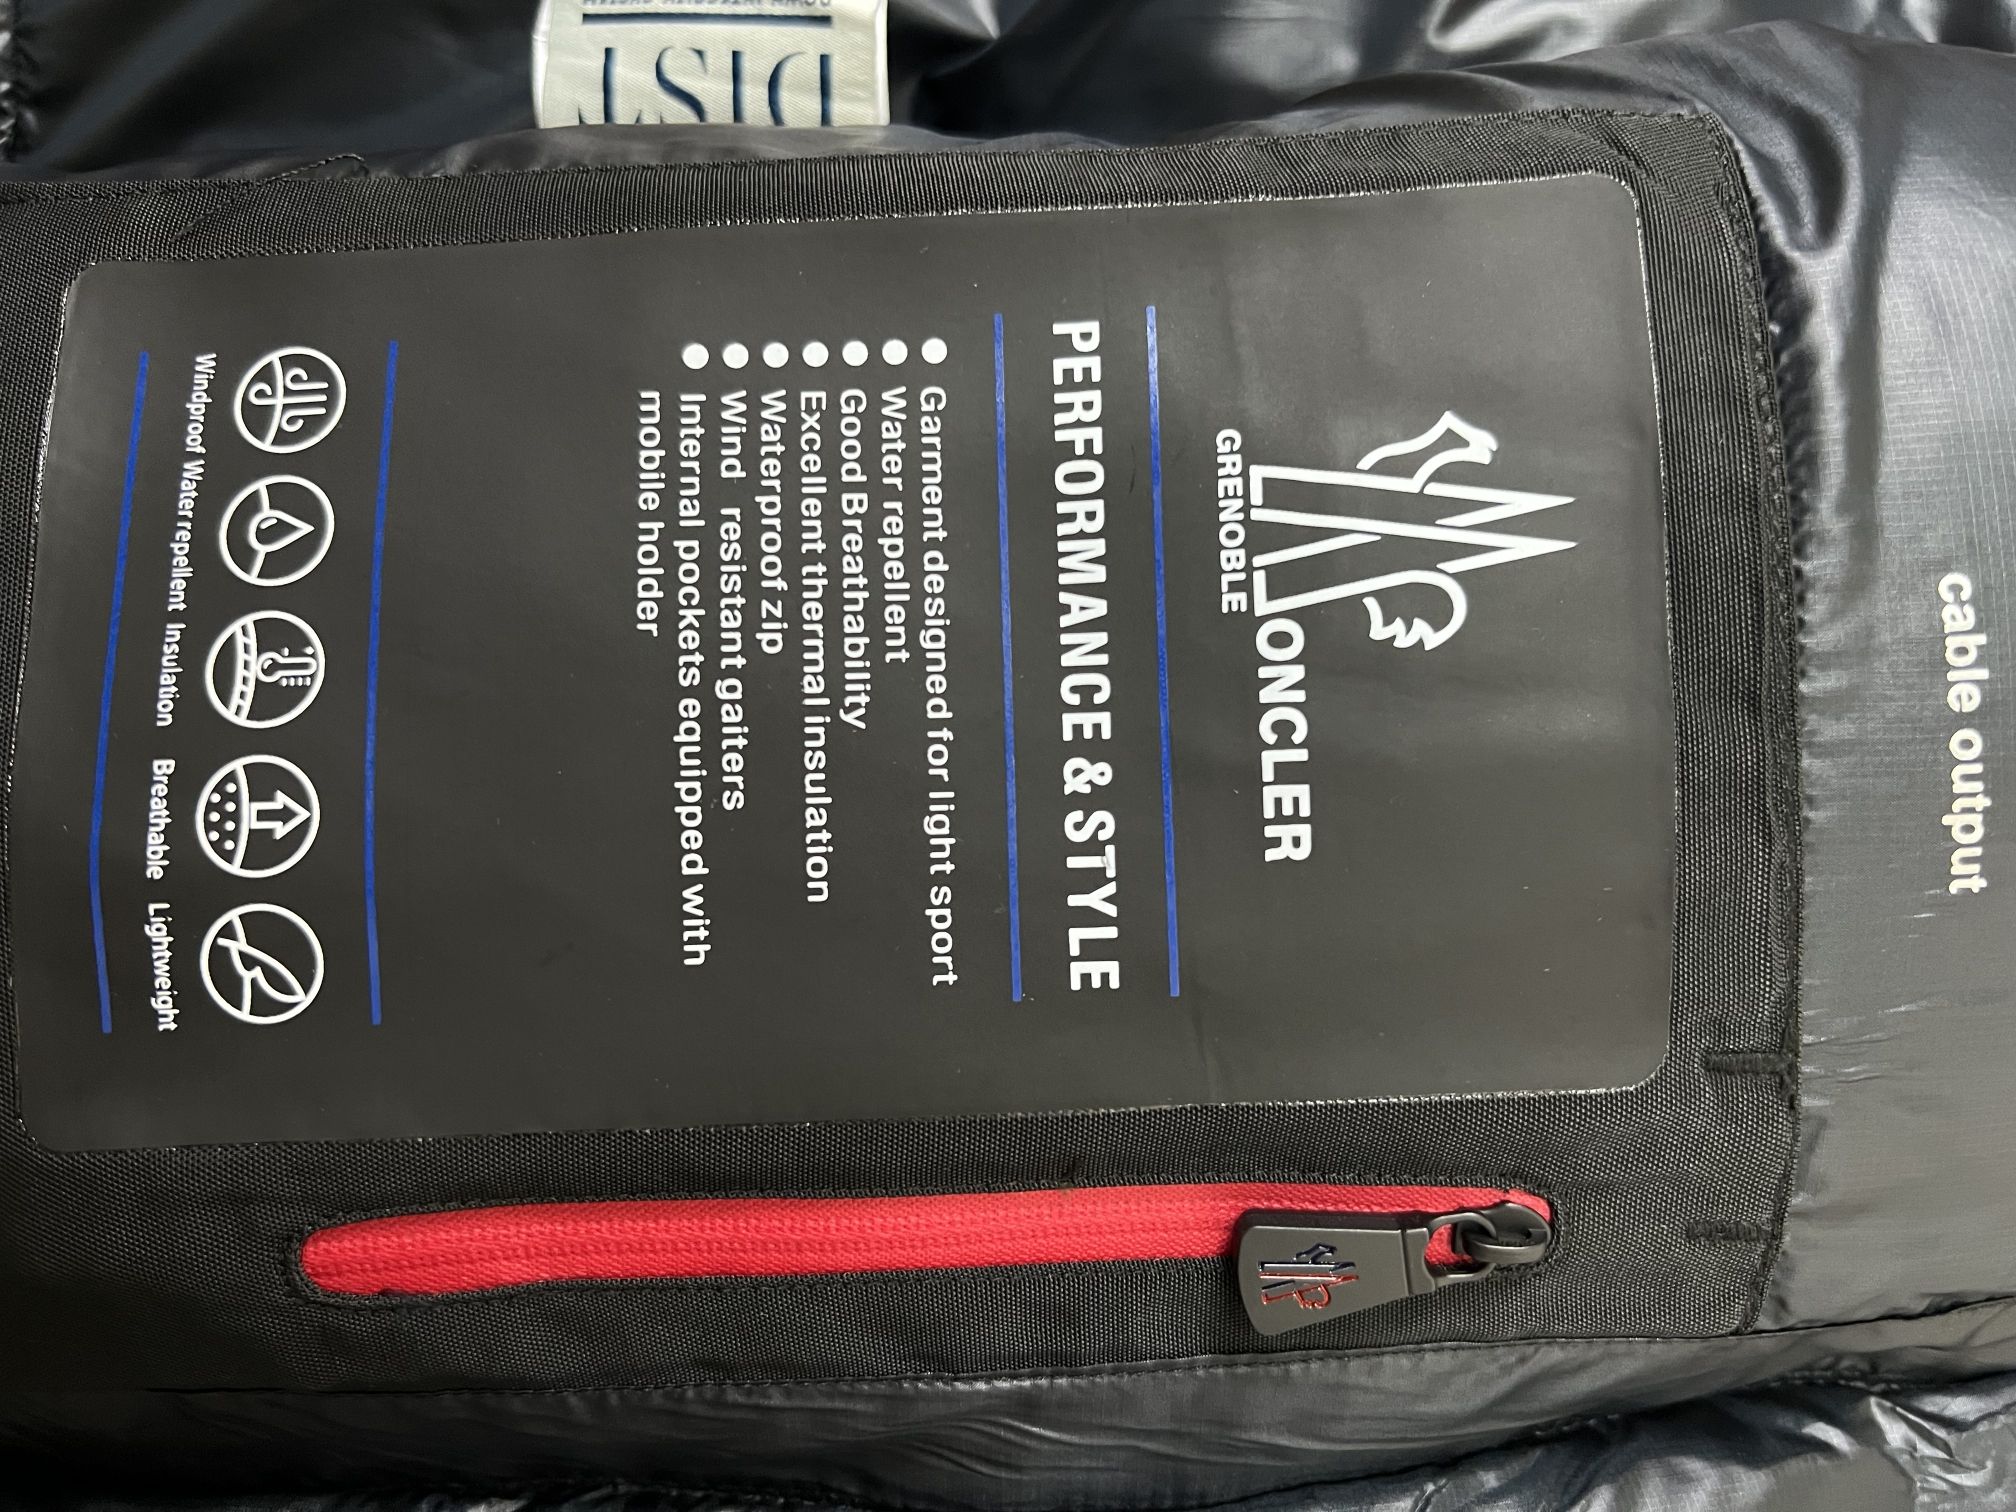 DIST
MONCLER
GRENOBLE
PERFORMANCE & STYLE
● Garment designed for light sport
● Water repellent
● Good Breathability
● Excellent thermal insulation
● Waterproof zip
● Wind resistant gaiters
● Internal pockets equipped with
mobile holder
Windproof Water repellent Insulation Breathable Lightweight
cable output